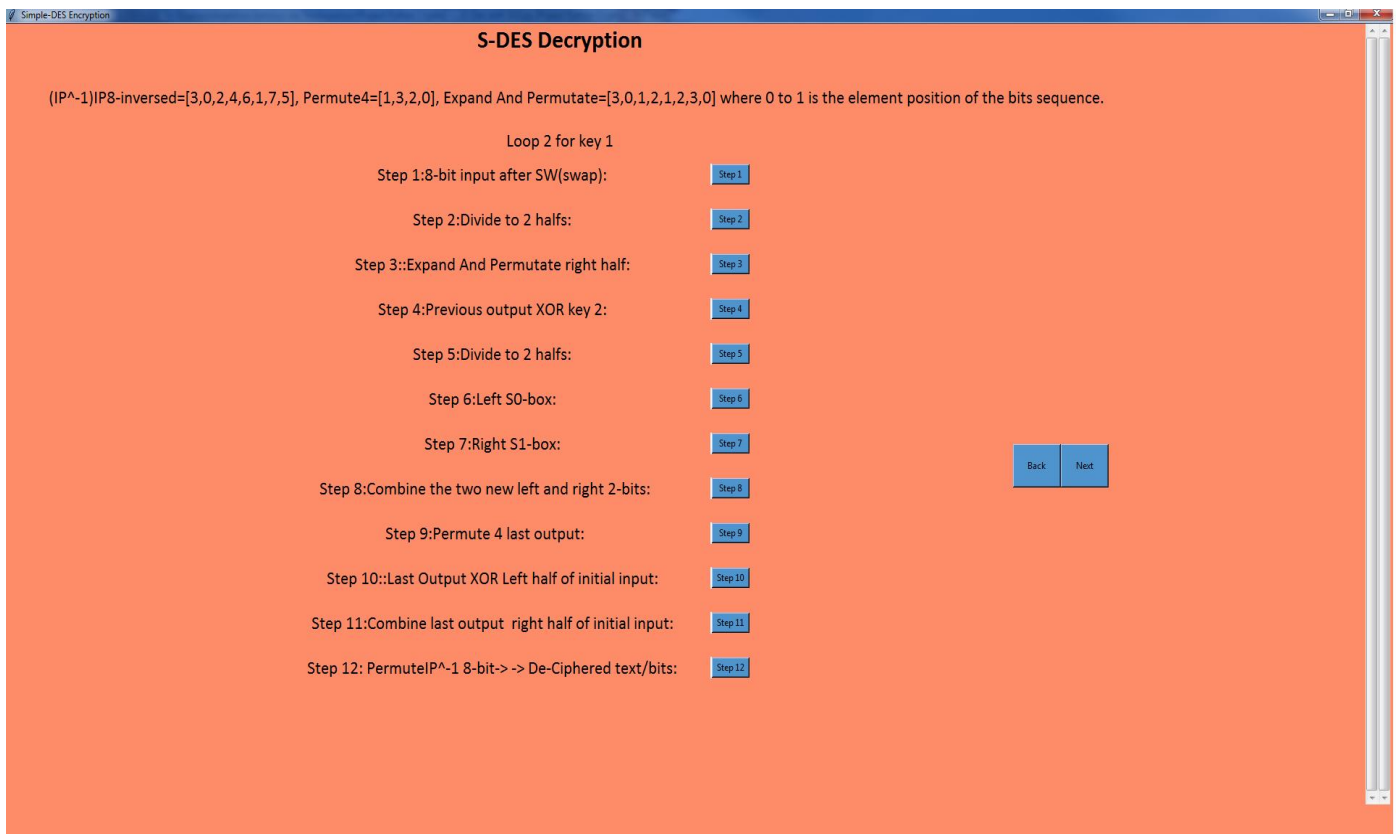 Simple-DES Encryption
S-DES Decryption
(IP^-1)IP8-inversed=[3,0,2,4,6,1,7,5], Permute4=[1,3,2,0], Expand And Permutate=[3,0,1,2,1,2,3,0] where 0 to 1 is the element position of the bits sequence.
Loop 2 for key 1
Step 1:8-bit input after SW(swap): Step 1
Step 2:Divide to 2 halfs: Step 2
Step 3::Expand And Permutate right half: Step 3
Step 4:Previous output XOR key 2: Step 4
Step 5:Divide to 2 halfs: Step 5
Step 6:Left S0-box: Step 6
Step 7:Right S1-box: Step 7
Back Next
Step 8:Combine the two new left and right 2-bits: Step 8
Step 9:Permute 4 last output: Step 9
Step 10::Last Output XOR Left half of initial input: Step 10
Step 11:Combine last output  right half of initial input: Step 11
Step 12: PermuteIP^-1 8-bit-> -> De-Ciphered text/bits: Step 12